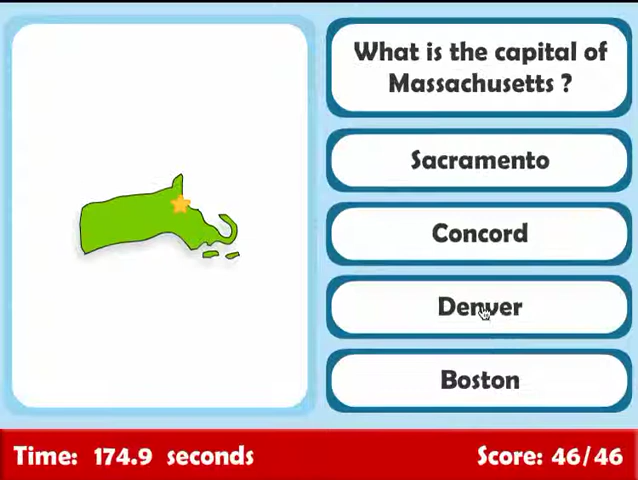 What is the capital of
Massachusetts ?
Sacramento
Concord
Denver
Boston
Time: 174.9 seconds
Score: 46/46